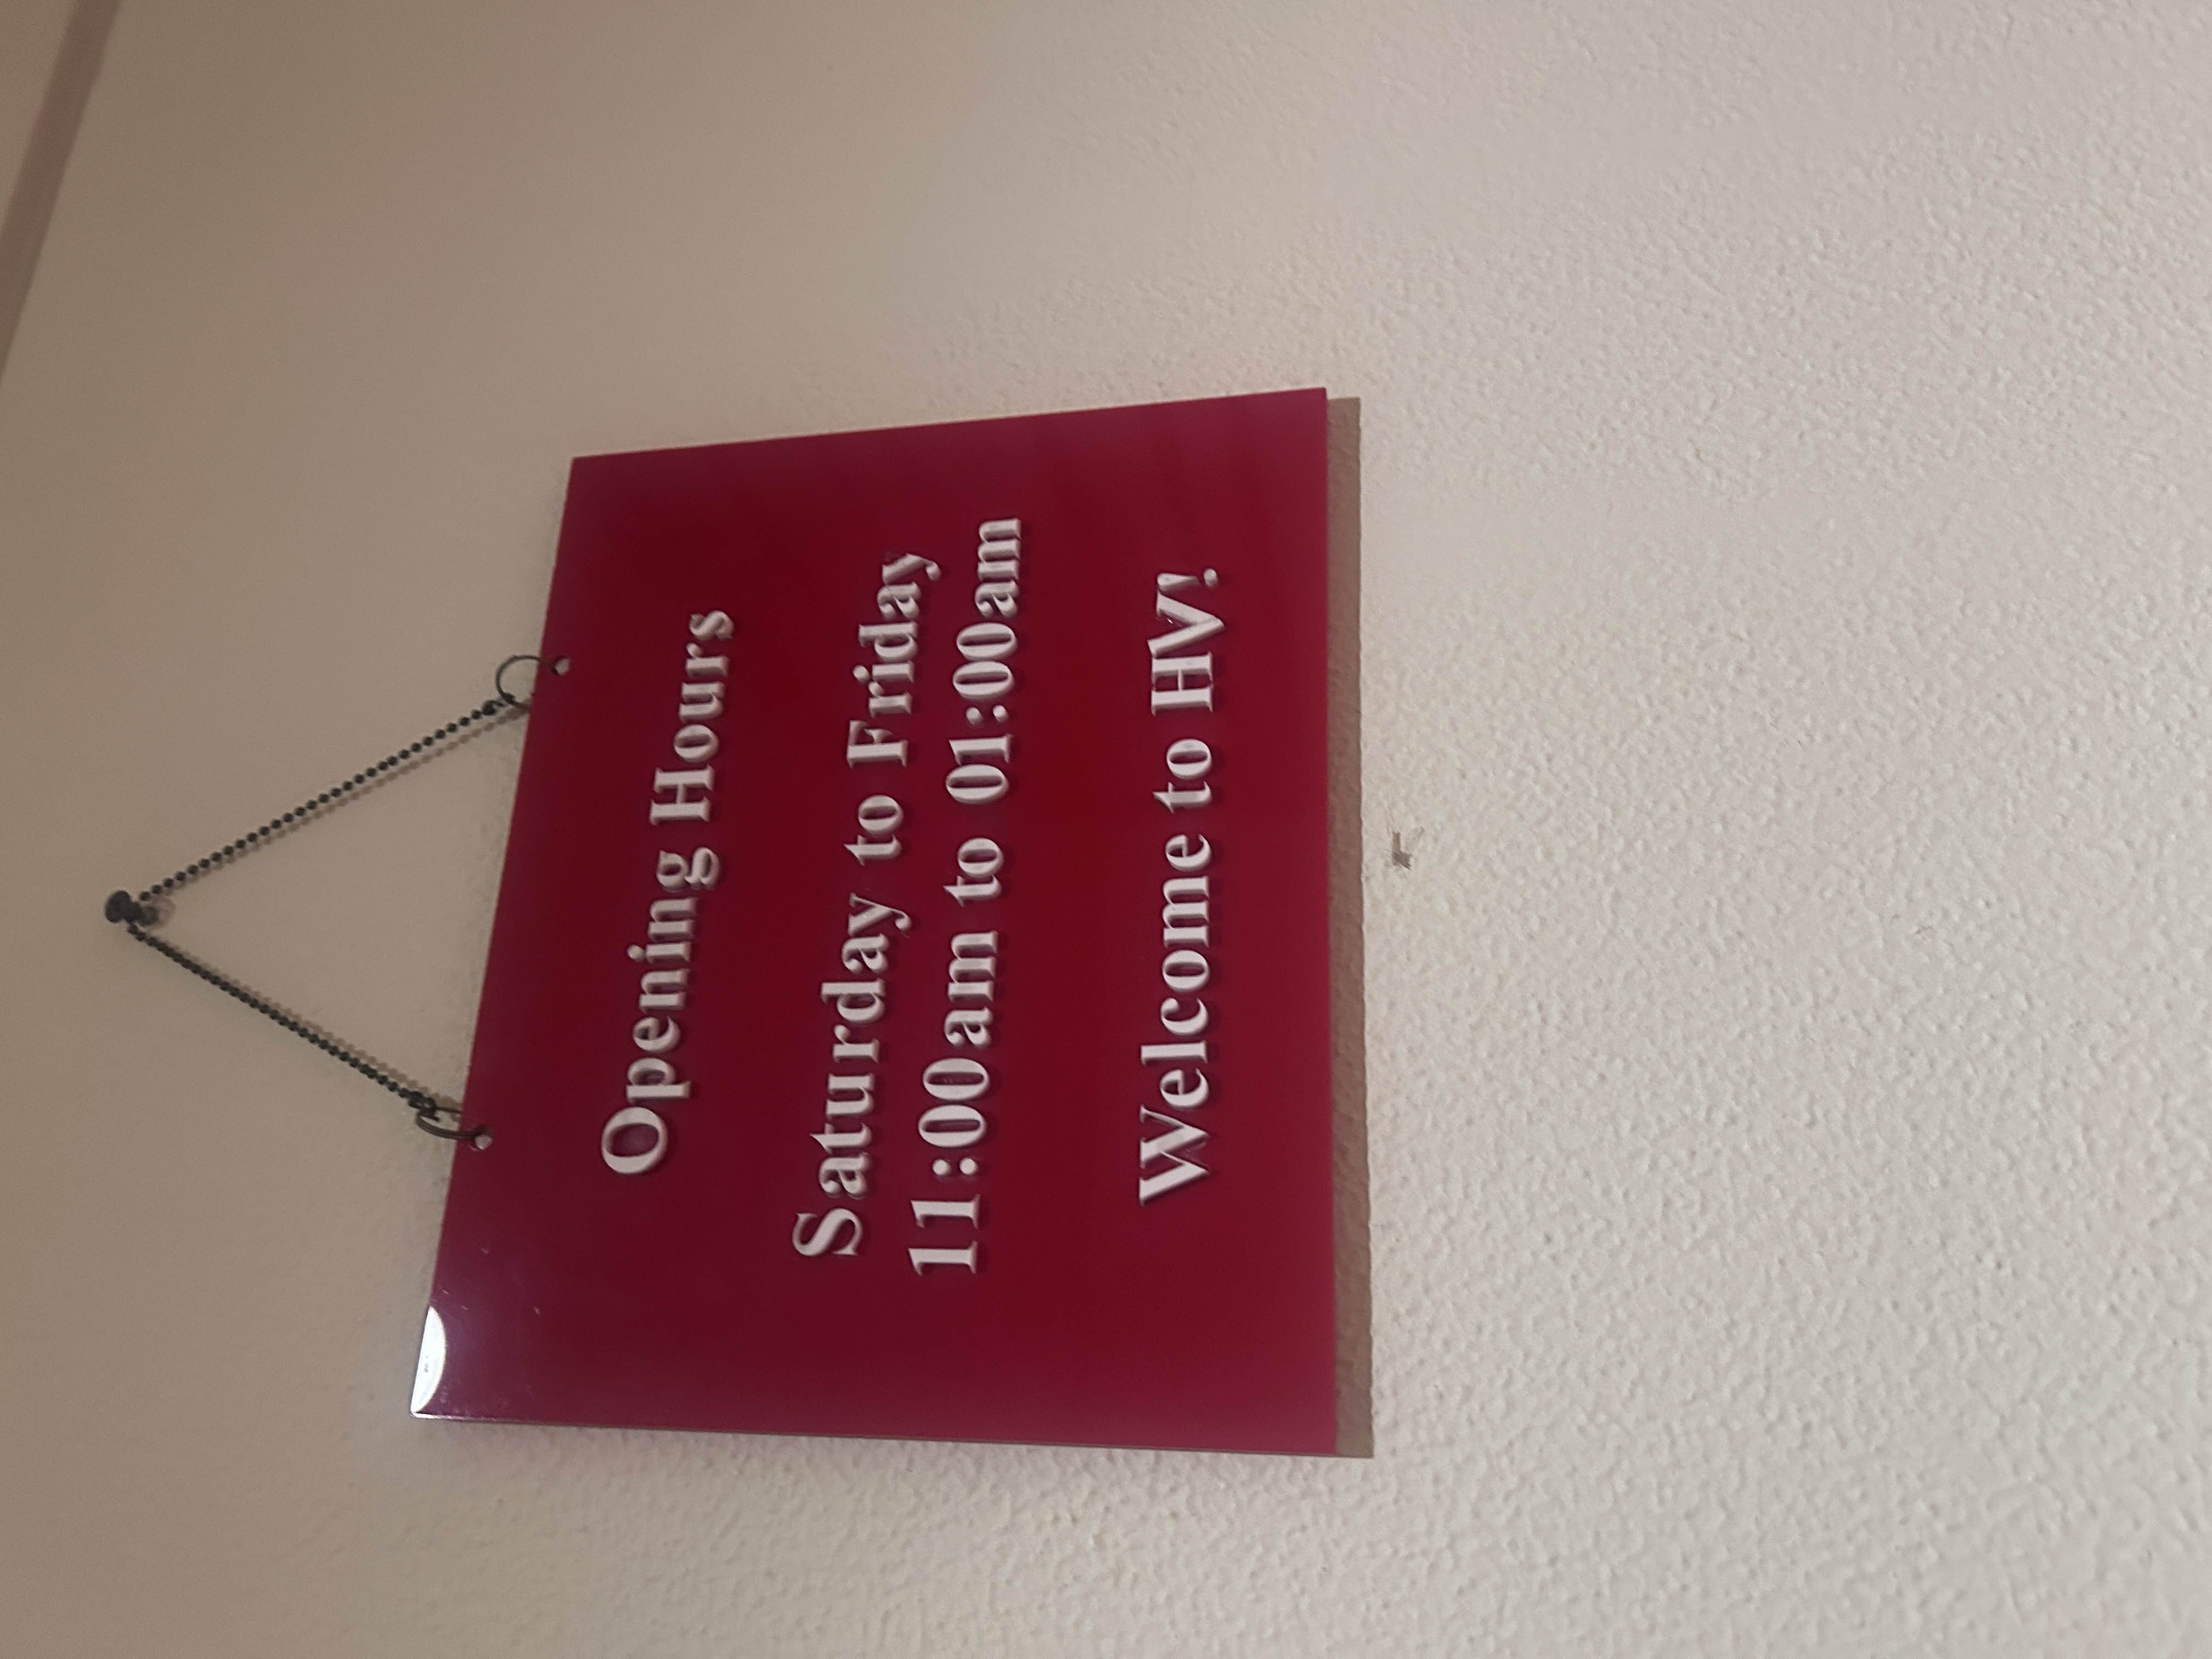 Opening Hours
Saturday to Friday
11:00am to 01:00am
Welcome to HV!